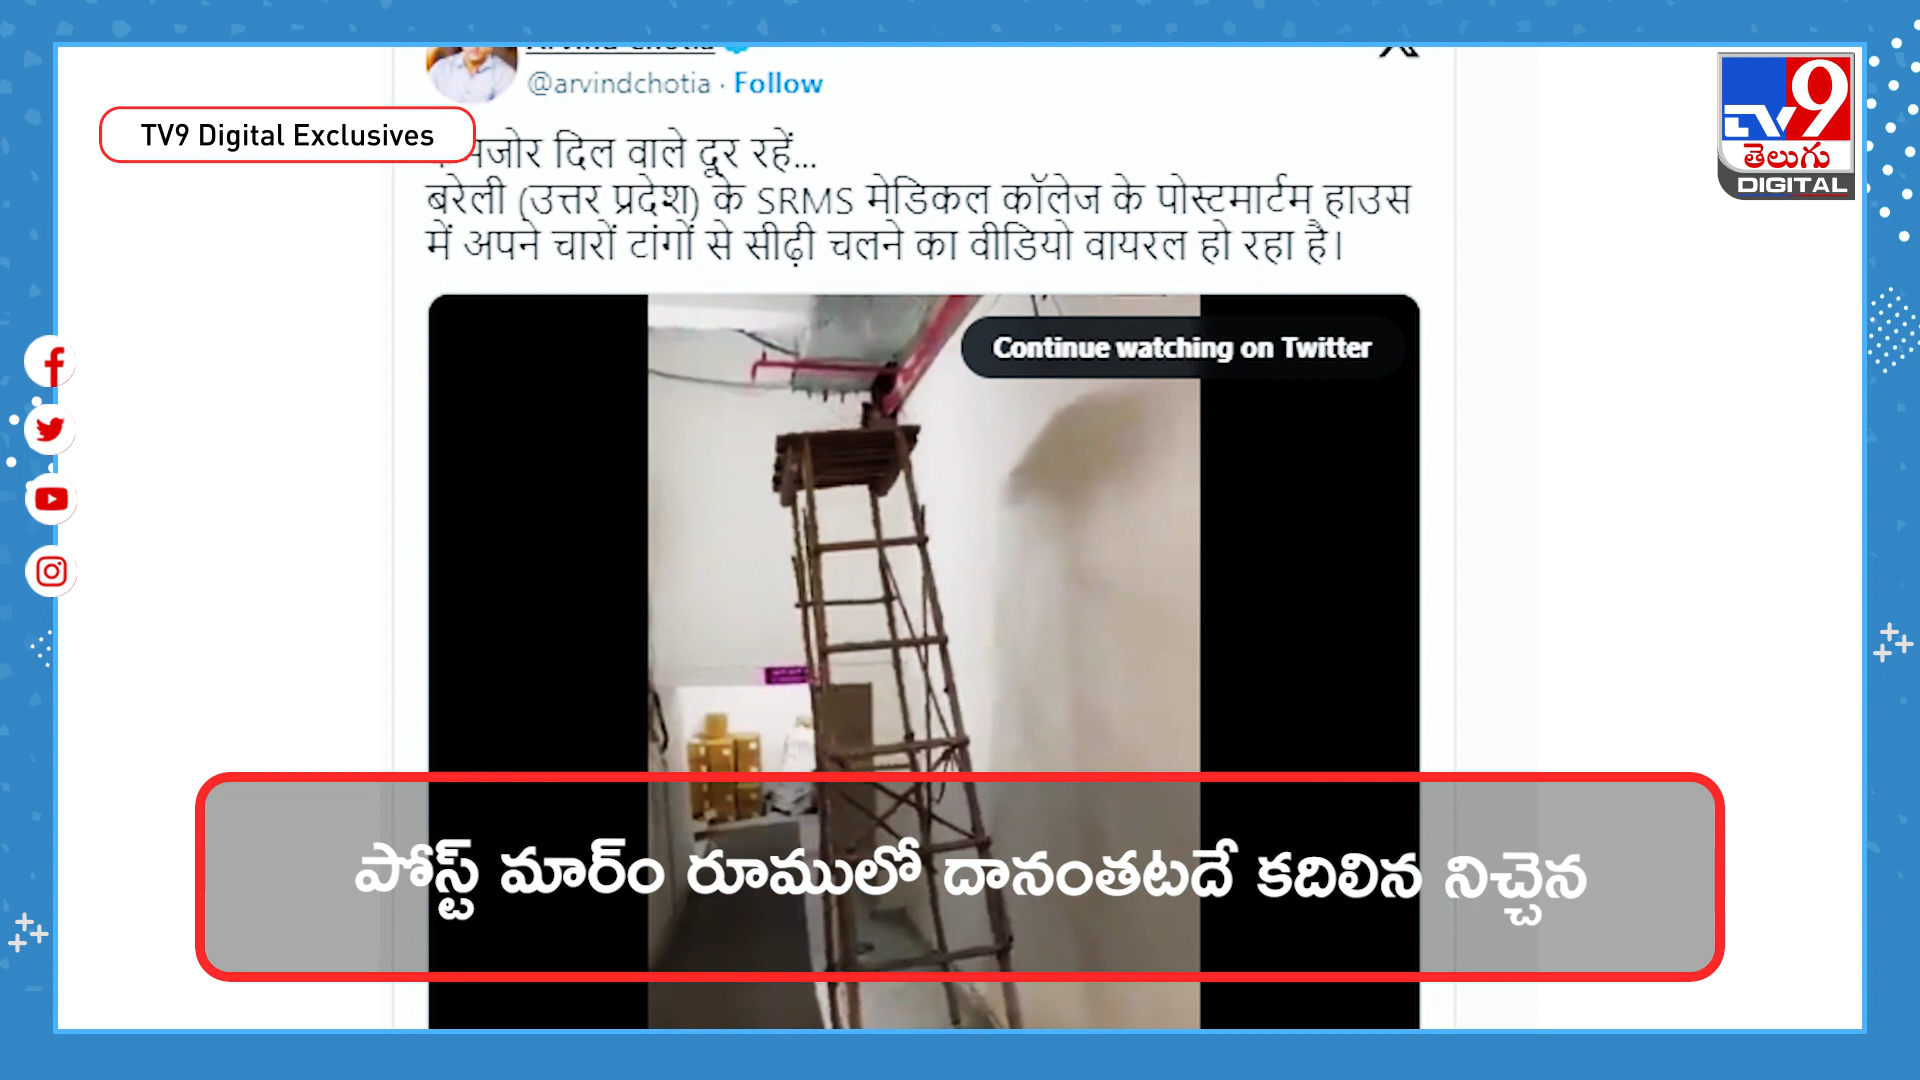 @arvindchotia · Follow
TV9 Digital Exclusives
दिल वाले दूर रहें...
बरेली (उत्तर प्रदेश) के SRMS मेडिकल कॉलेज के पोस्टमार्टम हाउस
में अपने चारों टांगों से सीढ़ी चलने का वीडियो वायरल हो रहा है।
Continue watching on Twitter
TV9
తెలుగు
DIGITAL
పోస్ట్ మార్ం రూములో దానంతటదే కదిలిన నిచ్చెన